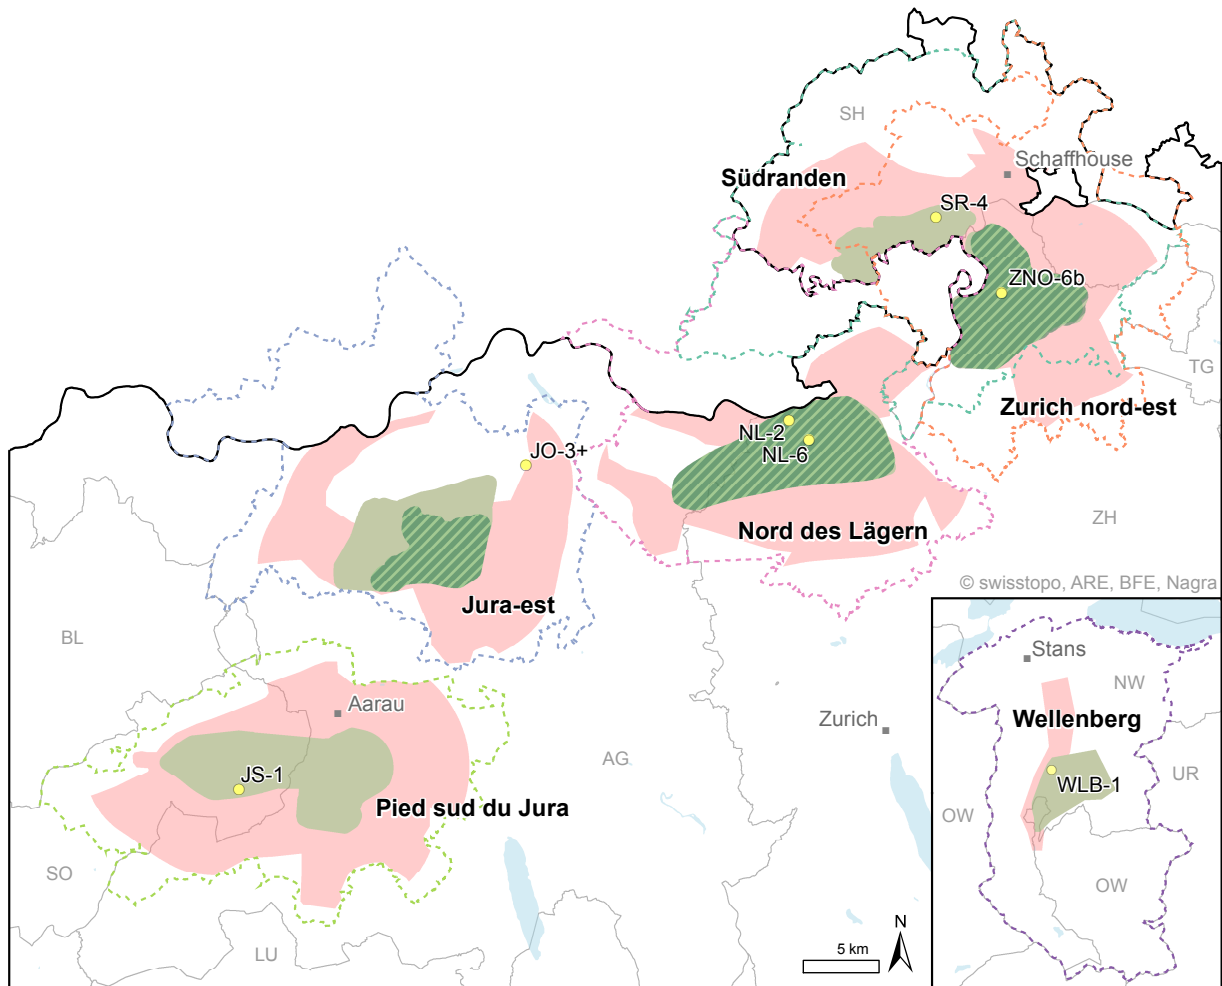 SH
Schaffhouse
Südranden
SR-4
ZNO-6b
TG
Zurich nord-est
NL-2
NL-6
JO-3+
Nord des Lägern
ZH
© swisstopo, ARE, BFE, Nagra
Jura-est
BL
Stans
NW
Aarau
Wellenberg
Zurich
AG
UR
JS-1
WLB-1
Pied sud du Jura
OW
SO
OW
N
5 km
LU